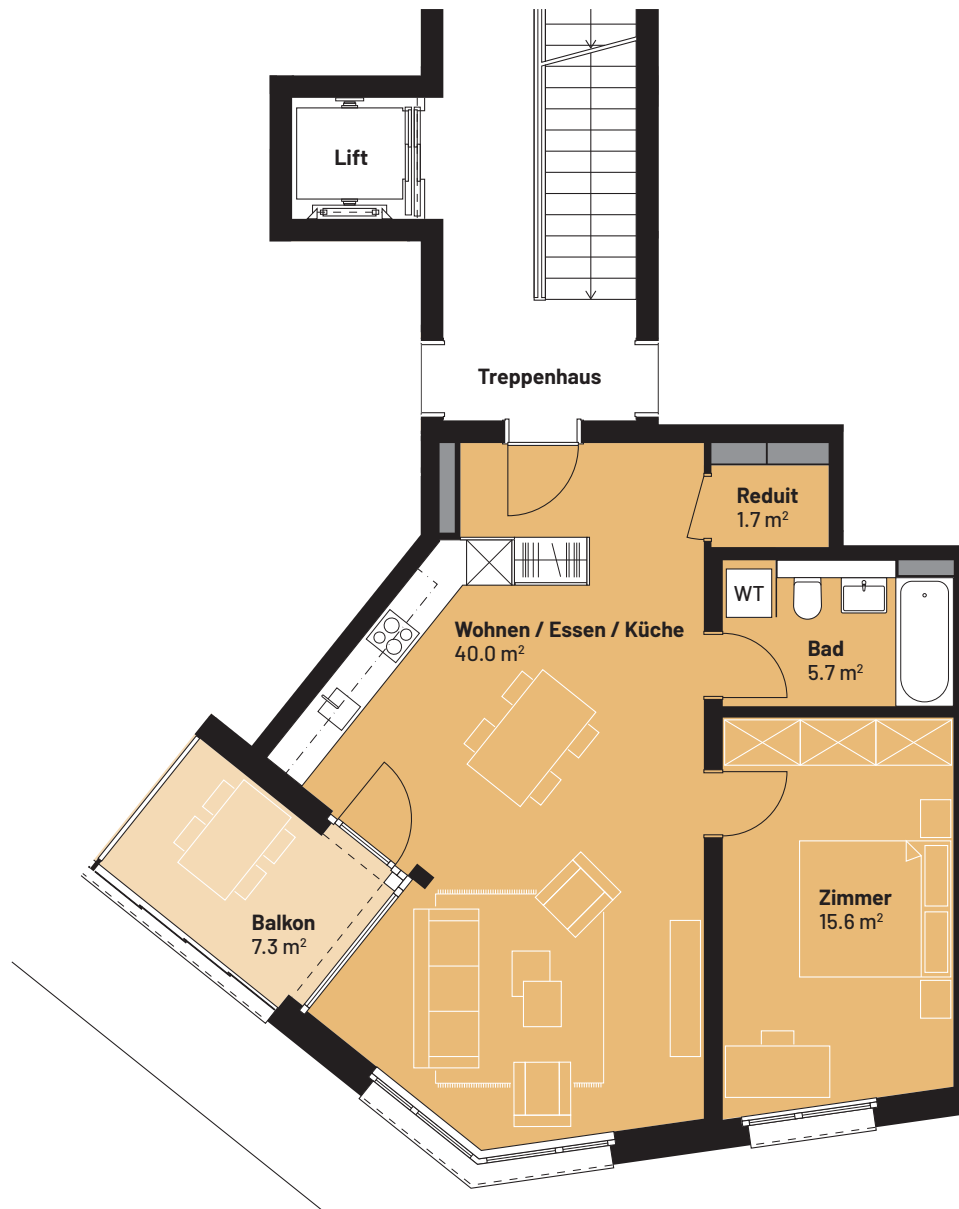 Lift
Treppenhaus
Reduit
1.7 m²
WT
Wohnen / Essen / Küche
40.0 m²
Bad
5.7 m²
Zimmer
15.6 m²
Balkon
7.3 m²